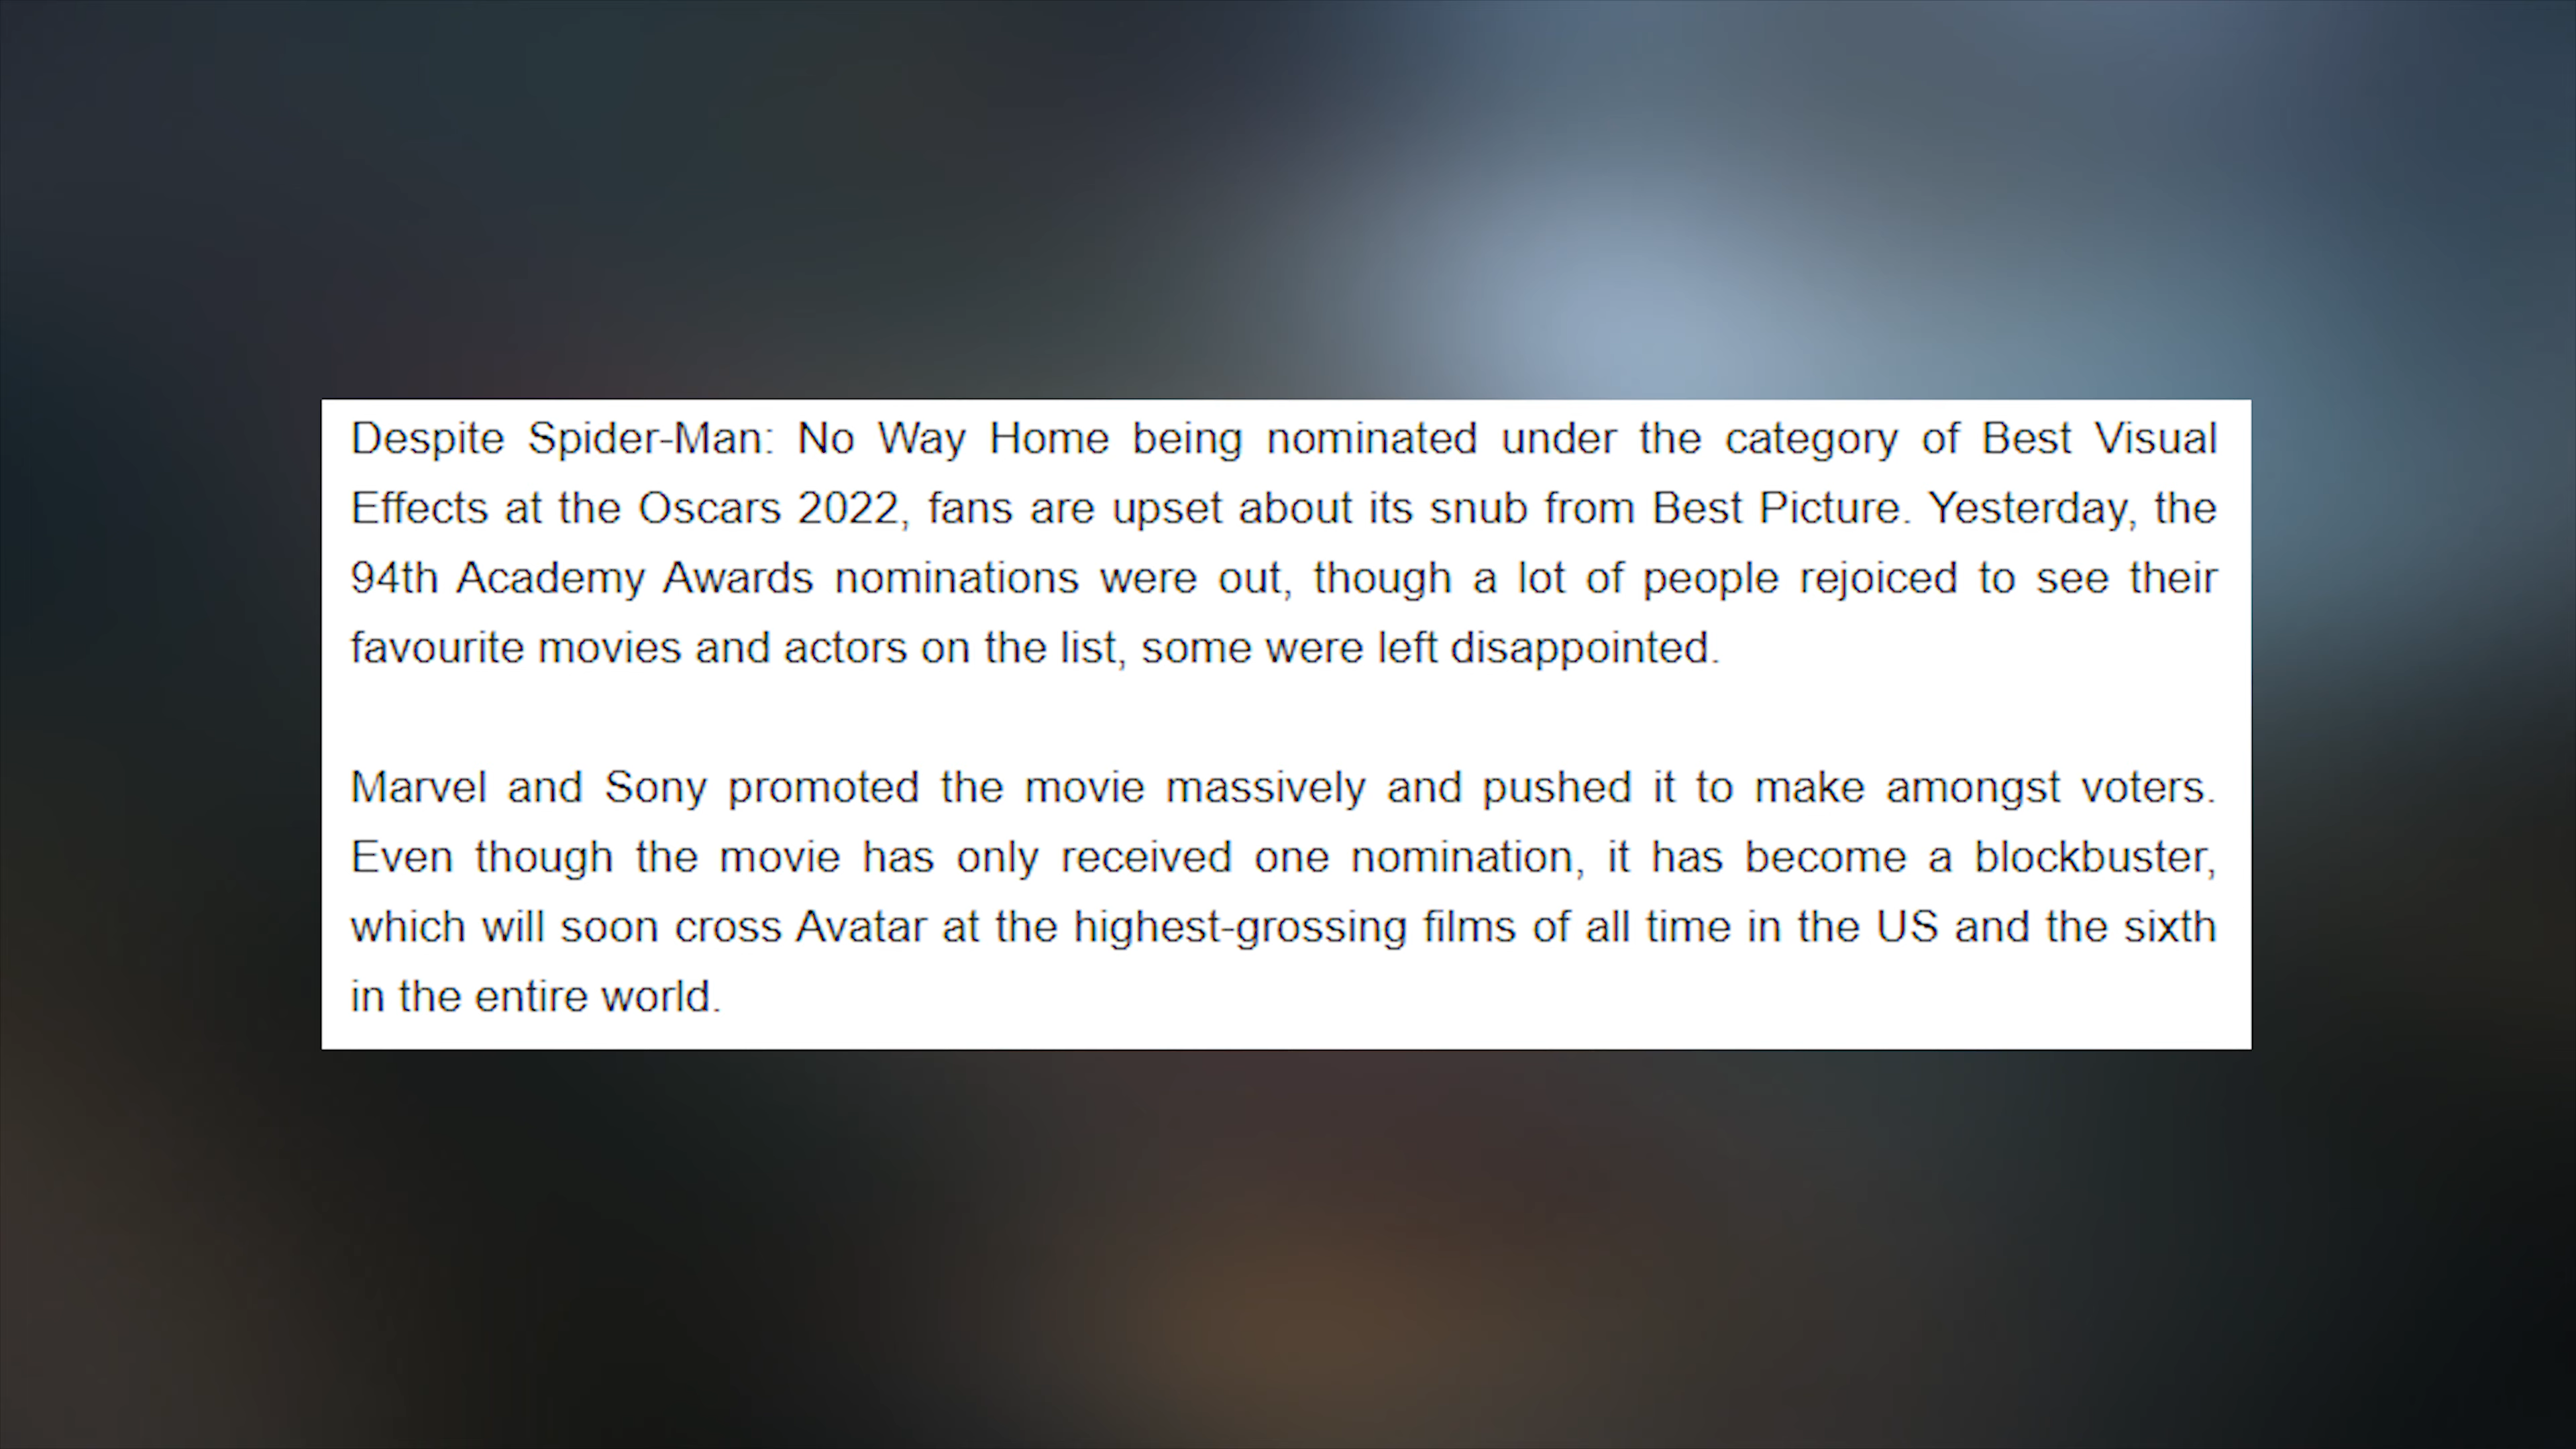 Despite Spider-Man: No Way Home being nominated under the category of Best Visual
Effects at the Oscars 2022, fans are upset about its snub from Best Picture. Yesterday, the
94th Academy Awards nominations were out, though a lot of people rejoiced to see their
favourite movies and actors on the list, some were left disappointed.
Marvel and Sony promoted the movie massively and pushed it to make amongst voters.
Even though the movie has only received one nomination, it has become a blockbuster,
which will soon cross Avatar at the highest-grossing films of all time in the US and the sixth
in the entire world.